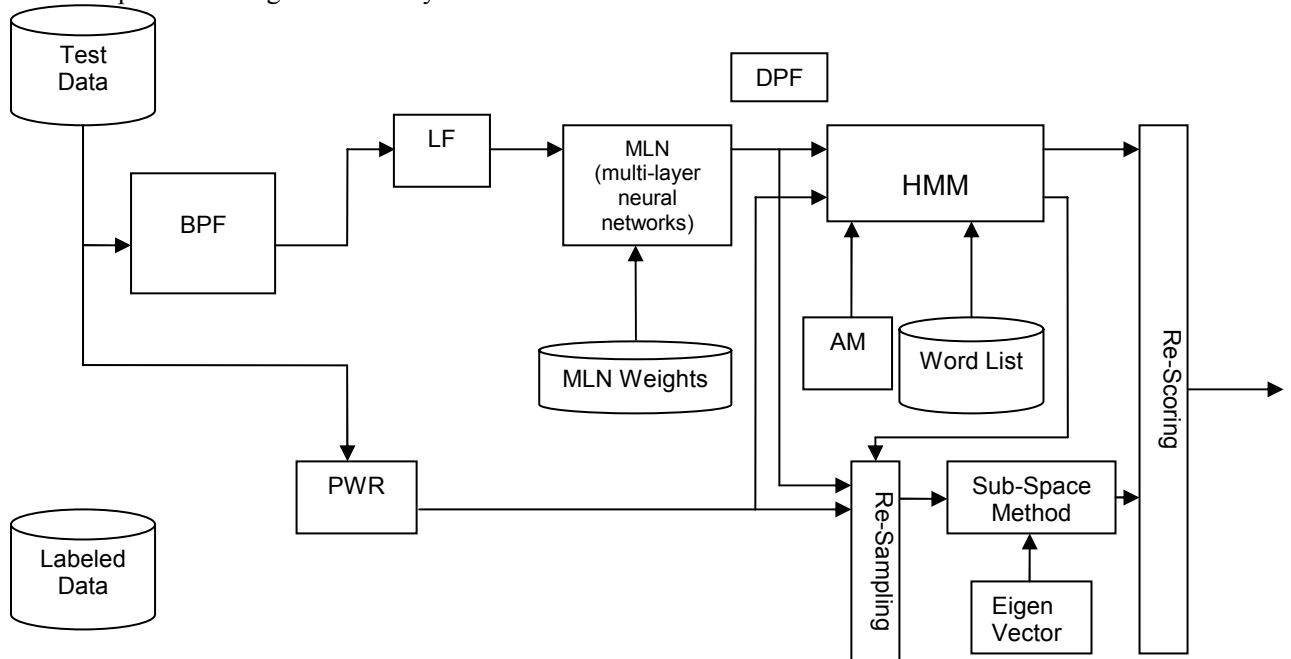 Test
Data
DPF
LF
MLN
(multi-layer
neural
networks)
HMM
BPF
AM
Word List
MLN Weights
Re-Scoring
PWR
Re-Sampling
Sub-Space
Method
Labeled
Data
Eigen
Vector